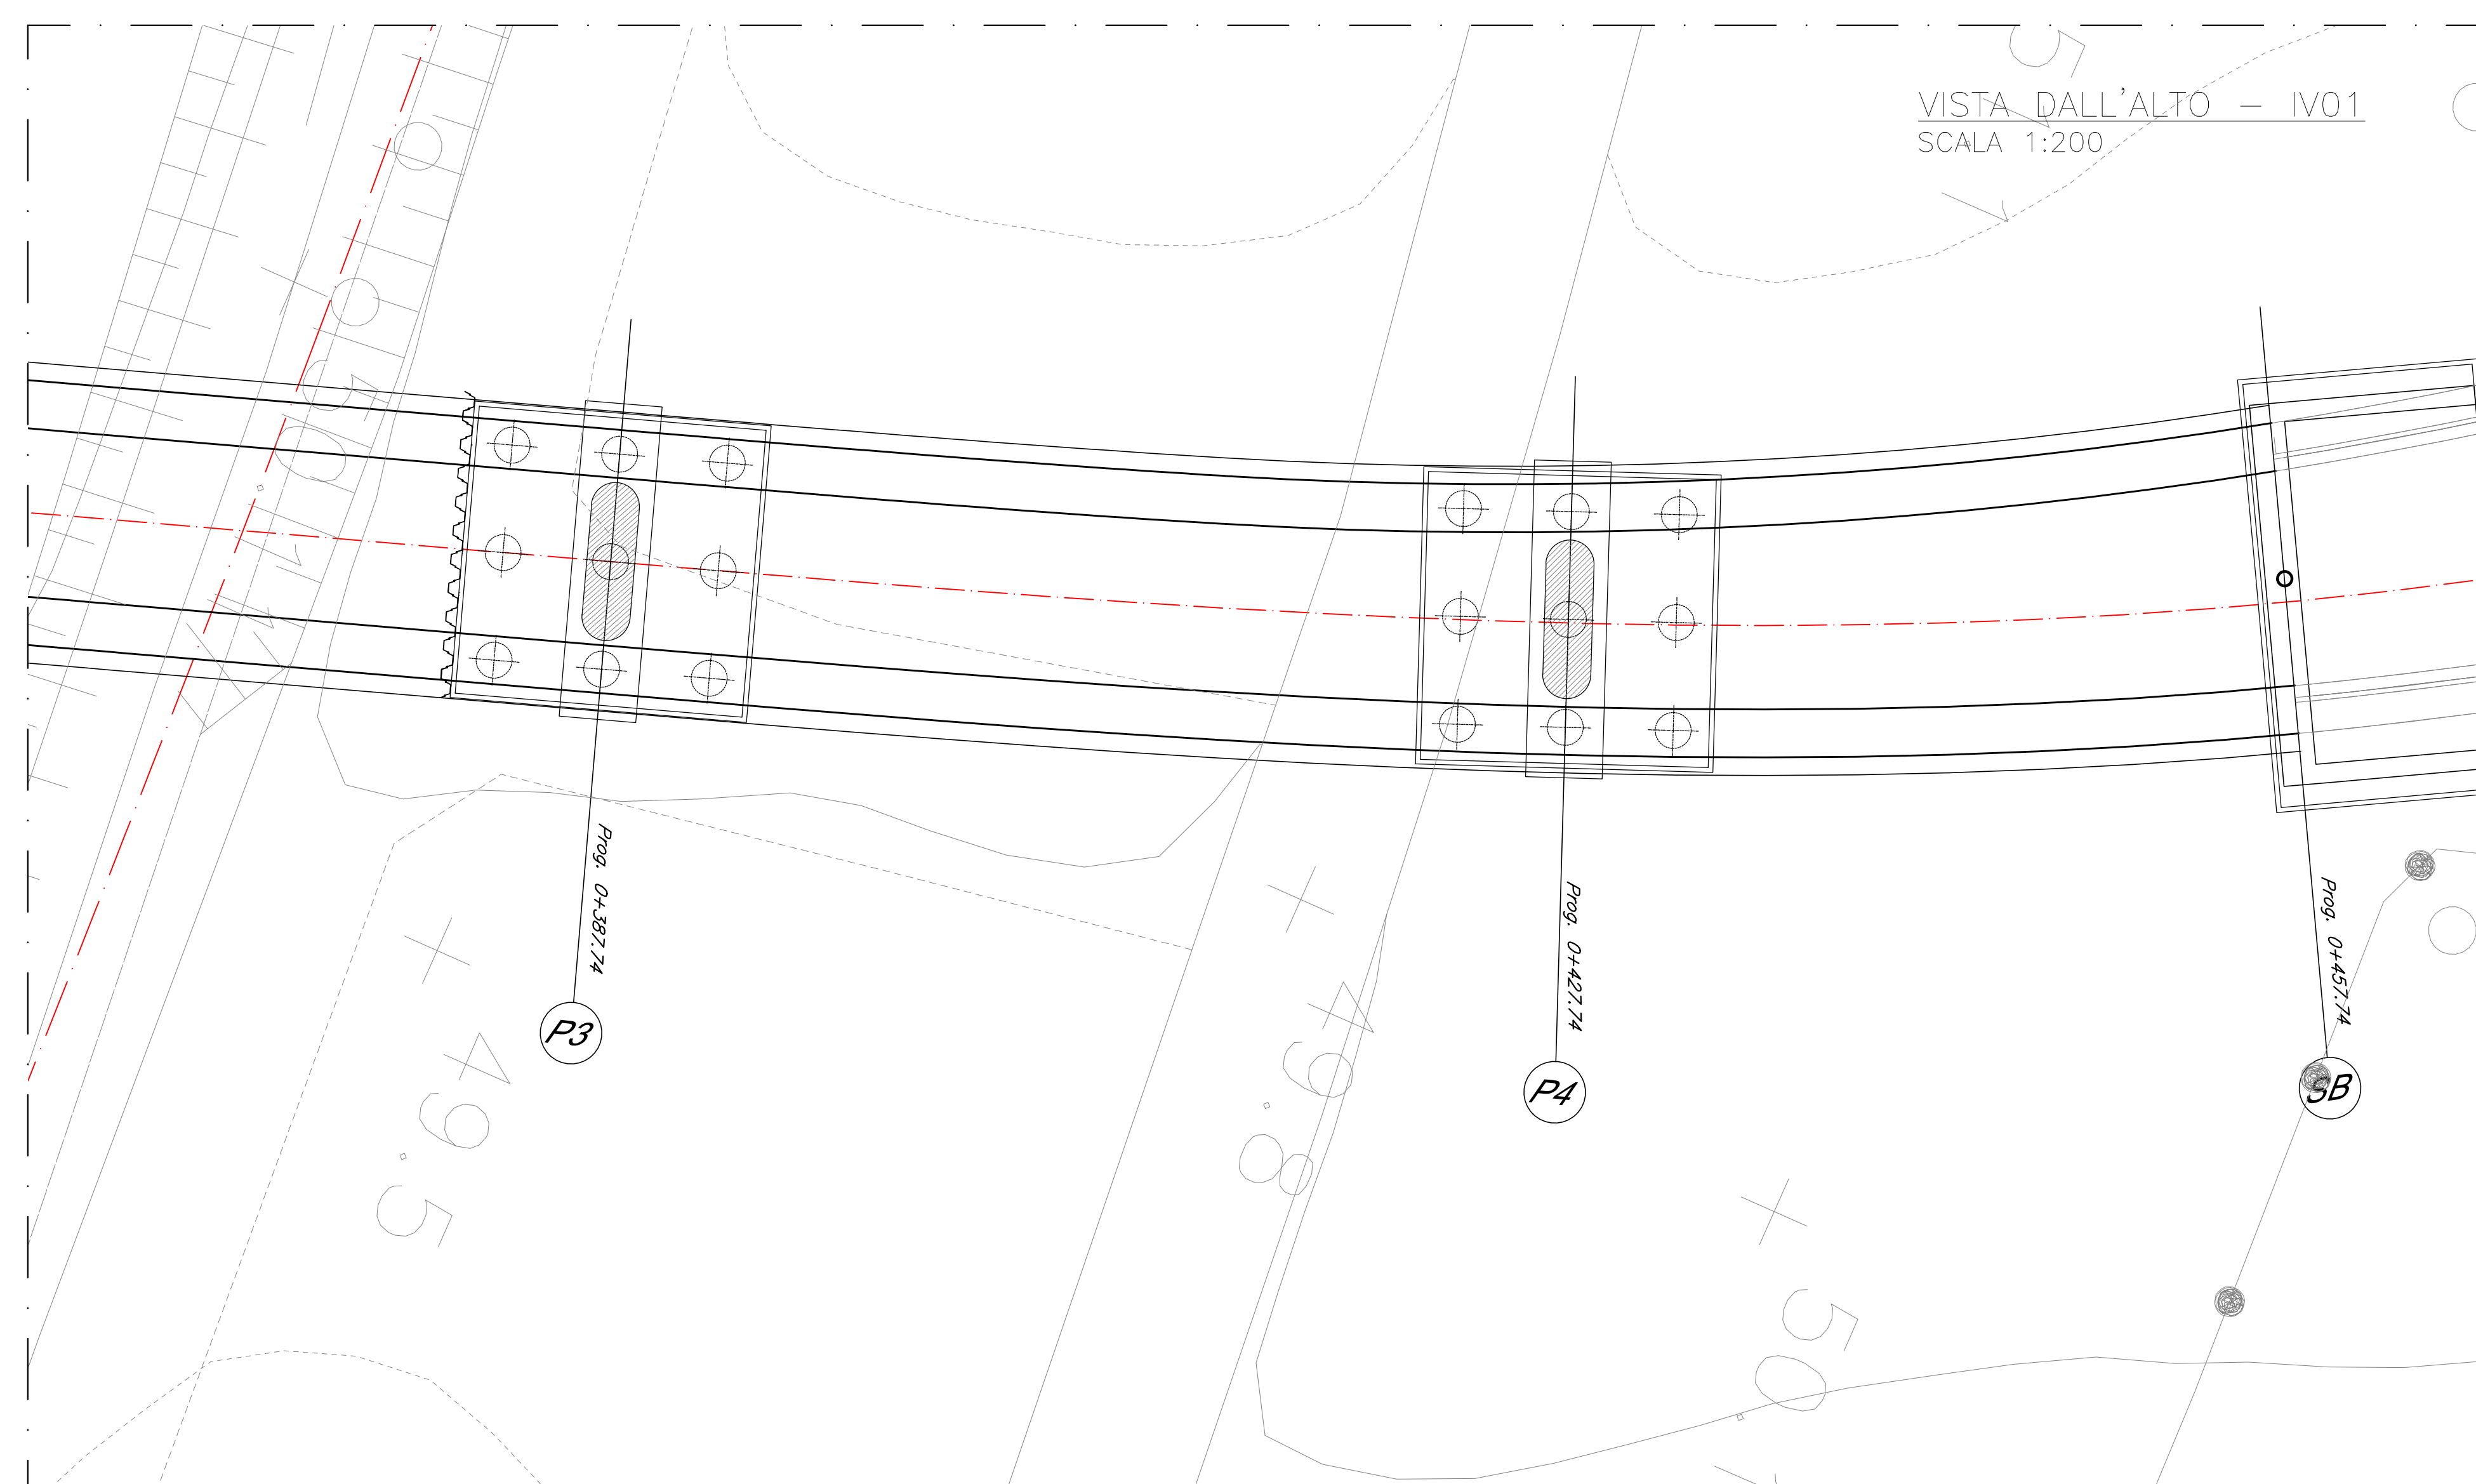 VISTA DALL'ALTO – IV01
SCALA 1:200
Prog. 0+387.74
P3
Prog. 0+427.74
P4
Prog. 0+457.74
SB